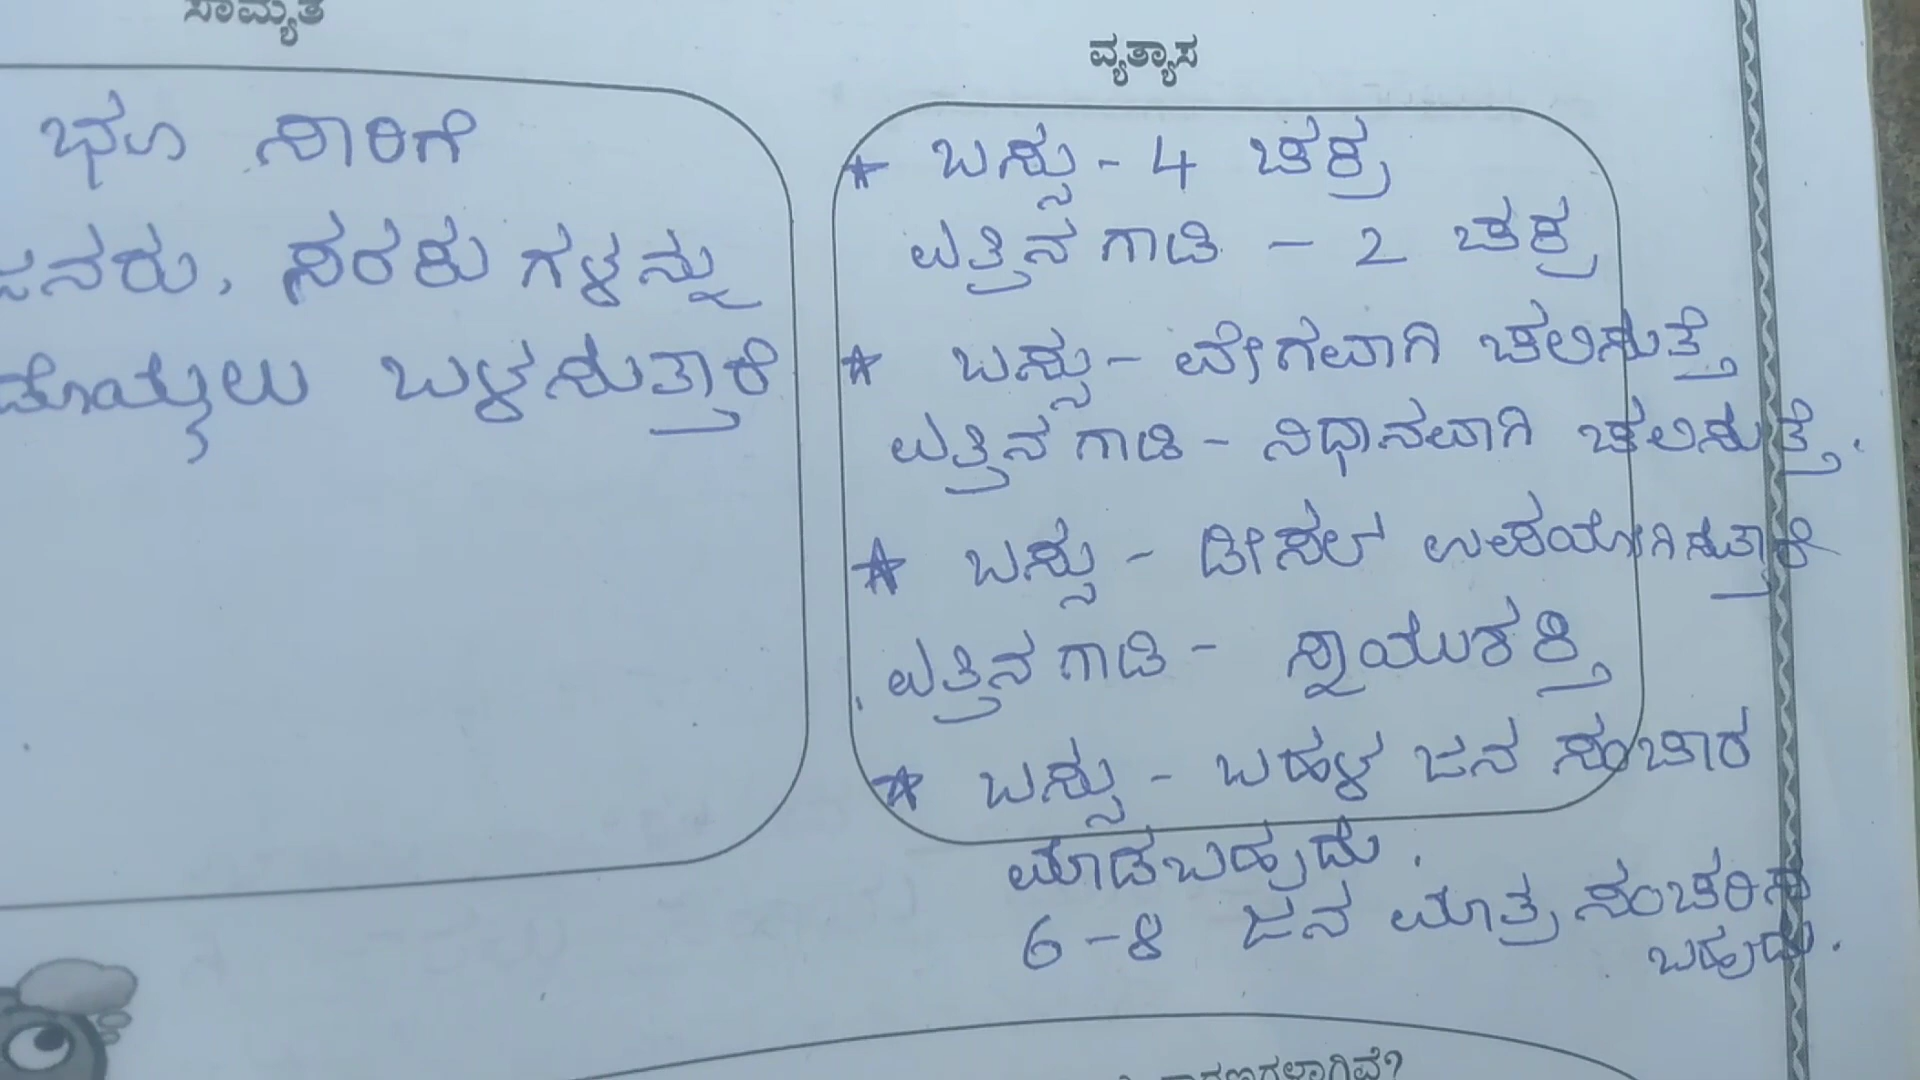 ಸಾಮ್ಯತೆ
ಭೂ ಸಾರಿಗೆ
ಜನರು, ಸರಕು ಗಳನ್ನು
ಬಳಸುತ್ತಾರೆ
ವ್ಯತ್ಯಾಸ
* ಬಸ್ಸು - 4 ಚಕ್ರ
ಎತ್ತಿನ ಗಾಡಿ - 2 ಚಕ್ರ
* ಬಸ್ಸು - ವೇಗವಾಗಿ ಚಲಿಸುತ್ತೆ
ಎತ್ತಿನ ಗಾಡಿ - ನಿಧಾನವಾಗಿ ಚಲಿಸುತ್ತೆ.
* ಬಸ್ಸು - ಡೀಸಲ್ ಉಪಯೋಗಿಸುತ್ತಾರೆ
ಎತ್ತಿನ ಗಾಡಿ - ಸ್ನಾಯುಶಕ್ತಿ
* ಬಸ್ಸು - ಬಹಳ ಜನ ಸಂಚಾರ
ಮಾಡಬಹುದು.
6-8 ಜನ ಮಾತ್ರ ಸಂಚರಿಸ
ಬಹುದು.